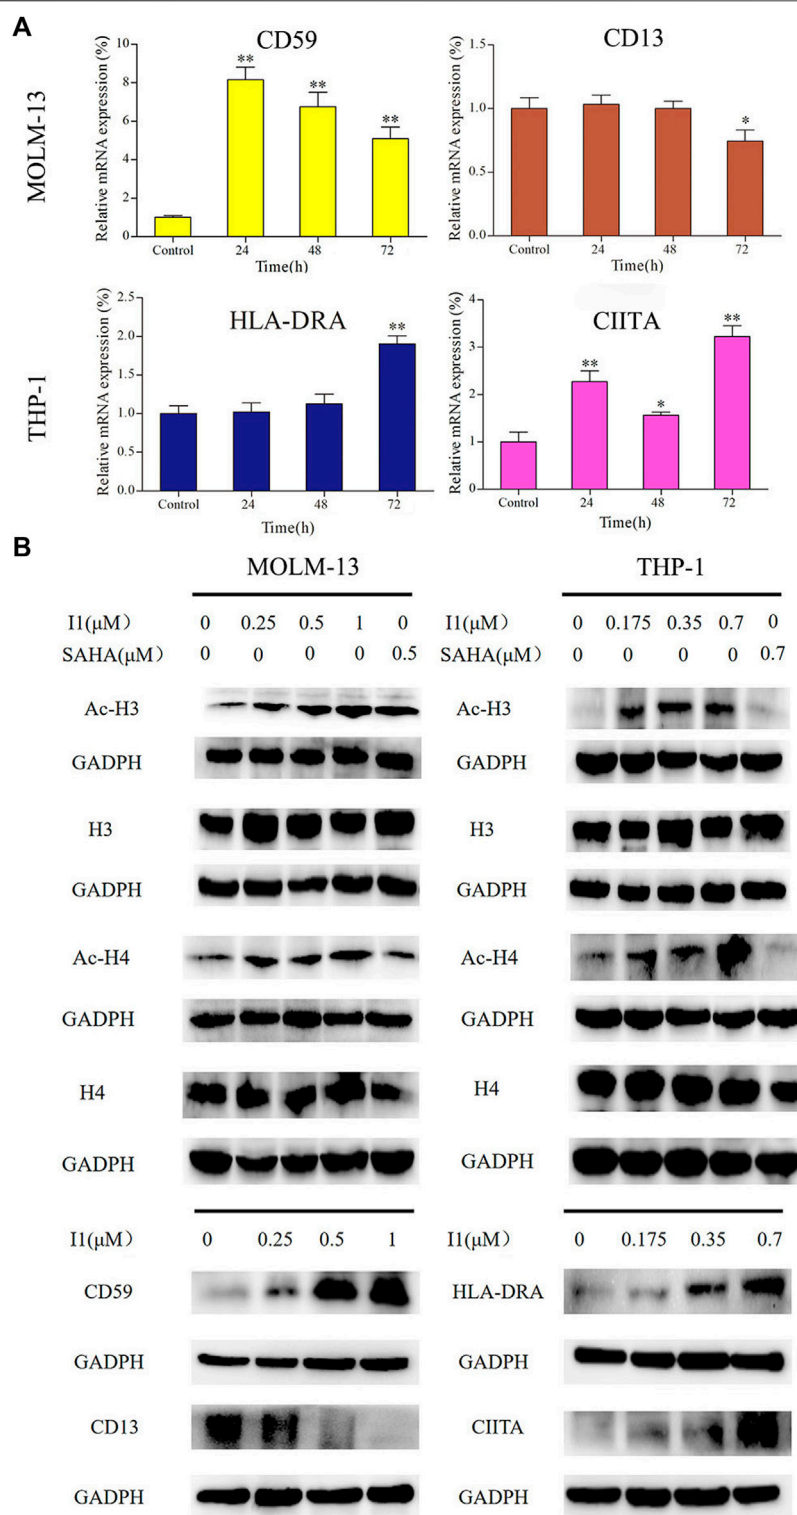 A
MOLM-13
CD59
Relative mRNA expression (%)
10
8
6
4
2
0
**
**
**
Control 24 48 72
Time(h)
CD13
Relative mRNA expression (%)
1.5
1.0
0.5
0.0
*
Control 24 48 72
Time(h)
THP-1
HLA-DRA
Relative mRNA expression (%)
2.5
2.0
1.5
1.0
0.5
0.0
**
Control 24 48 72
Time(h)
CIITA
Relative mRNA expression (%)
4
3
2
1
0
**
*
**
Control 24 48 72
Time(h)
B
MOLM-13 THP-1
I1(μM) 0 0.25 0.5 1 0 I1(μM) 0 0.175 0.35 0.7 0
SAHA(μM) 0 0 0 0 0.5 SAHA(μM) 0 0 0 0 0.7
Ac-H3 Ac-H3
GADPH GADPH
H3 H3
GADPH GADPH
Ac-H4 Ac-H4
GADPH GADPH
H4 H4
GADPH GADPH
I1(μM) 0 0.25 0.5 1 I1(μM) 0 0.175 0.35 0.7
CD59 HLA-DRA
GADPH GADPH
CD13 CIITA
GADPH GADPH